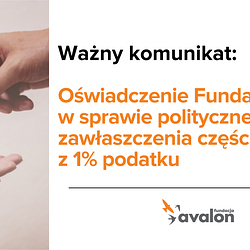 Ważny komunikat:
Oświadczenie Funda
w sprawie polityczne
zawłaszczenia częśc
z 1% podatku
fundacja
avalon